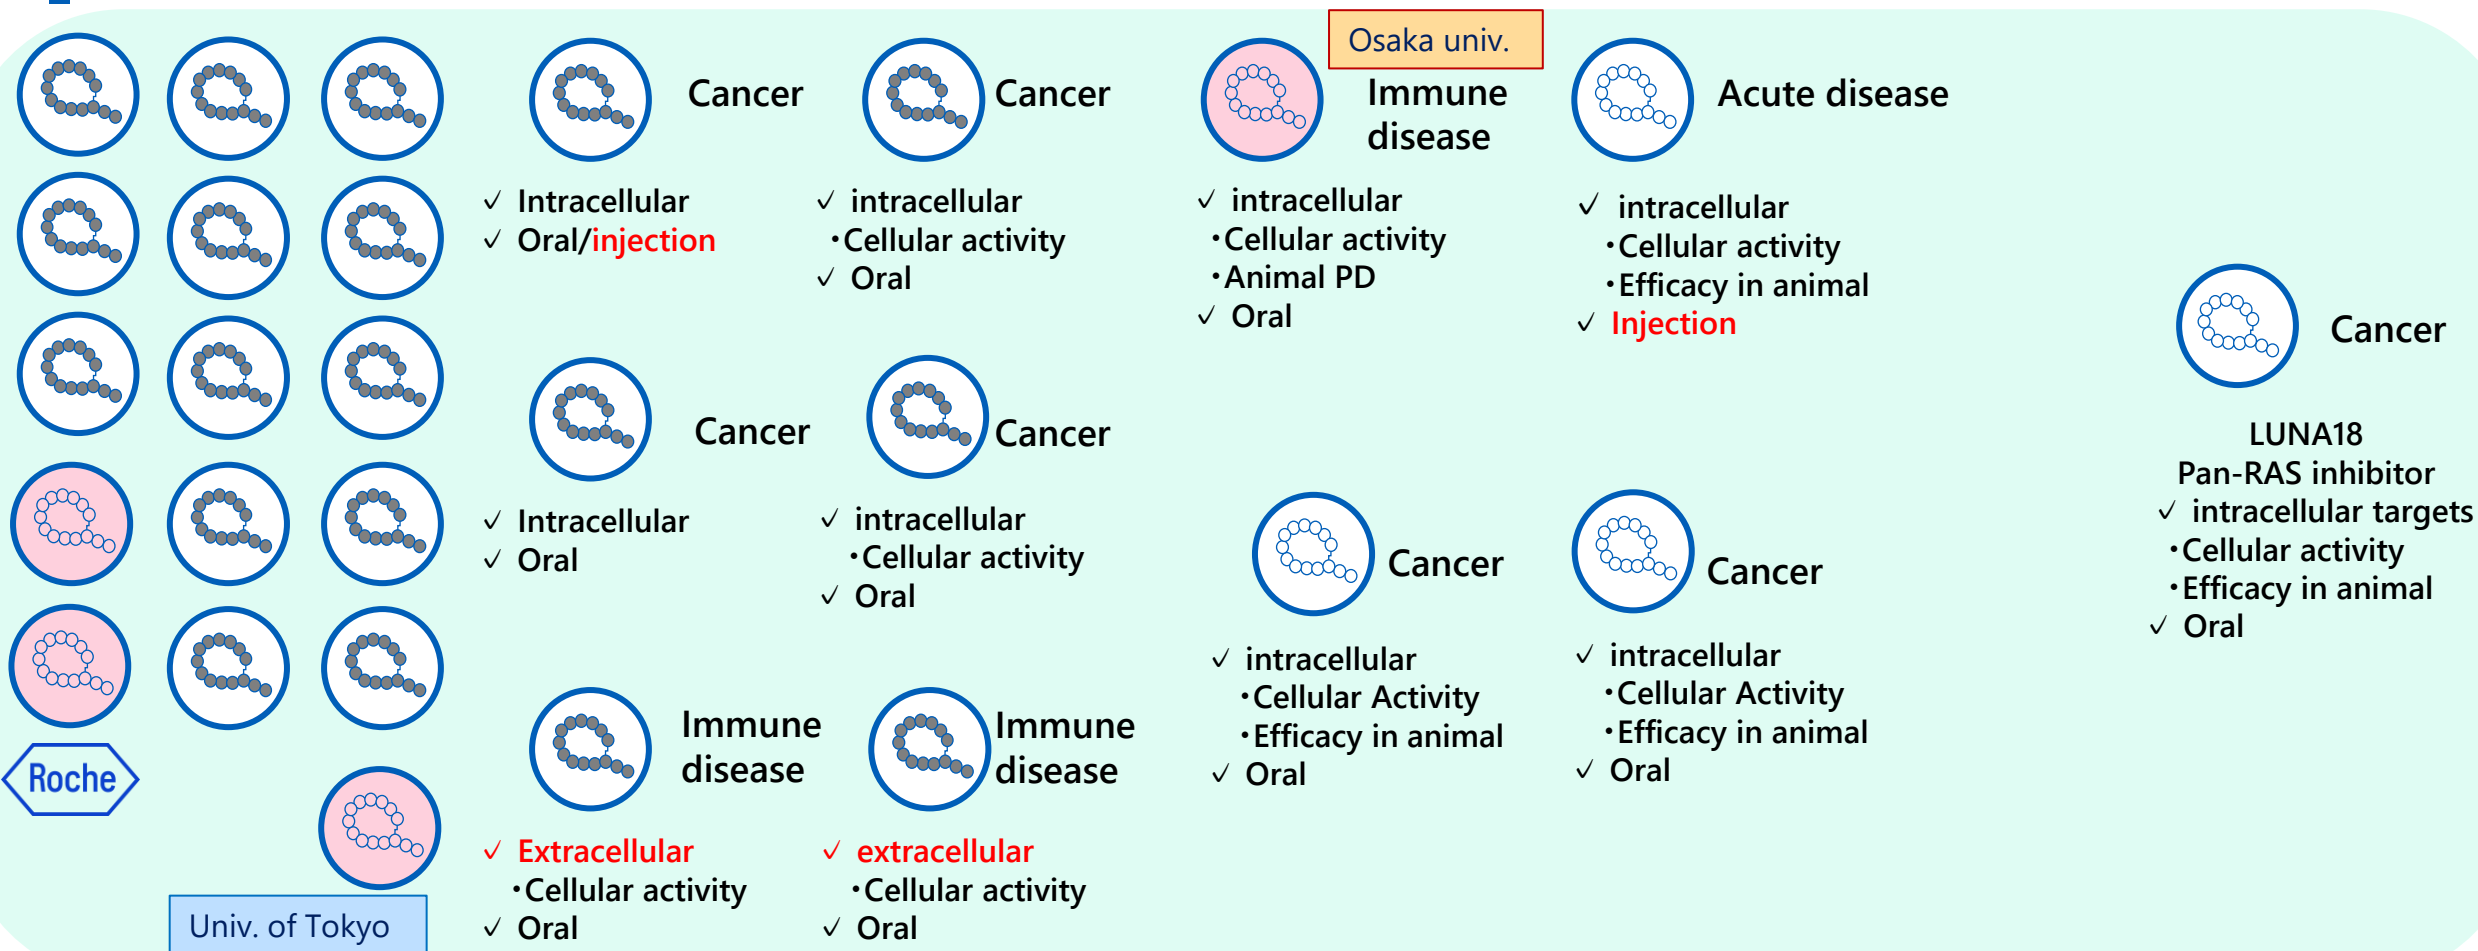 Osaka univ.
Cancer
✓ Intracellular
✓ Oral/injection
Cancer
✓ intracellular
・Cellular activity
✓ Oral
Immune
disease
✓ intracellular
・Cellular activity
・Animal PD
✓ Oral
Acute disease
✓ intracellular
・Cellular activity
・Efficacy in animal
✓ Injection
Cancer
✓ Intracellular
✓ Oral
Cancer
✓ intracellular
・Cellular activity
✓ Oral
Cancer
✓ intracellular
・Cellular Activity
・Efficacy in animal
✓ Oral
Cancer
✓ intracellular
・Cellular Activity
・Efficacy in animal
✓ Oral
Cancer
LUNA18
Pan-RAS inhibitor
✓ intracellular targets
・Cellular activity
・Efficacy in animal
✓ Oral
Immune
disease
✓ Extracellular
・Cellular activity
✓ Oral
Immune
disease
✓ extracellular
・Cellular activity
✓ Oral
Roche
Univ. of Tokyo